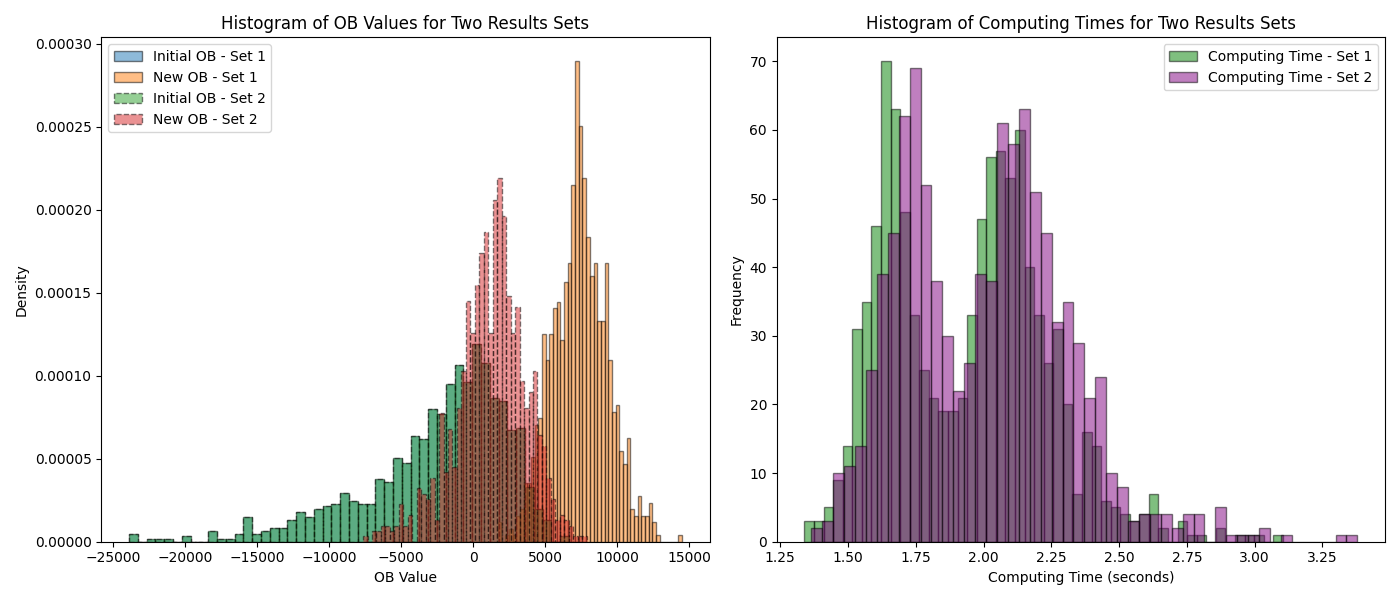 Histogram of OB Values for Two Results Sets
0.00030
0.00025
0.00020
0.00015
0.00010
0.00005
0.00000
Density
Initial OB - Set 1
New OB - Set 1
Initial OB - Set 2
New OB - Set 2
−25000 −20000 −15000 −10000 −5000 0 5000 10000 15000
OB Value
Histogram of Computing Times for Two Results Sets
70
60
50
40
30
20
10
0
Frequency
Computing Time - Set 1
Computing Time - Set 2
1.25 1.50 1.75 2.00 2.25 2.50 2.75 3.00 3.25
Computing Time (seconds)